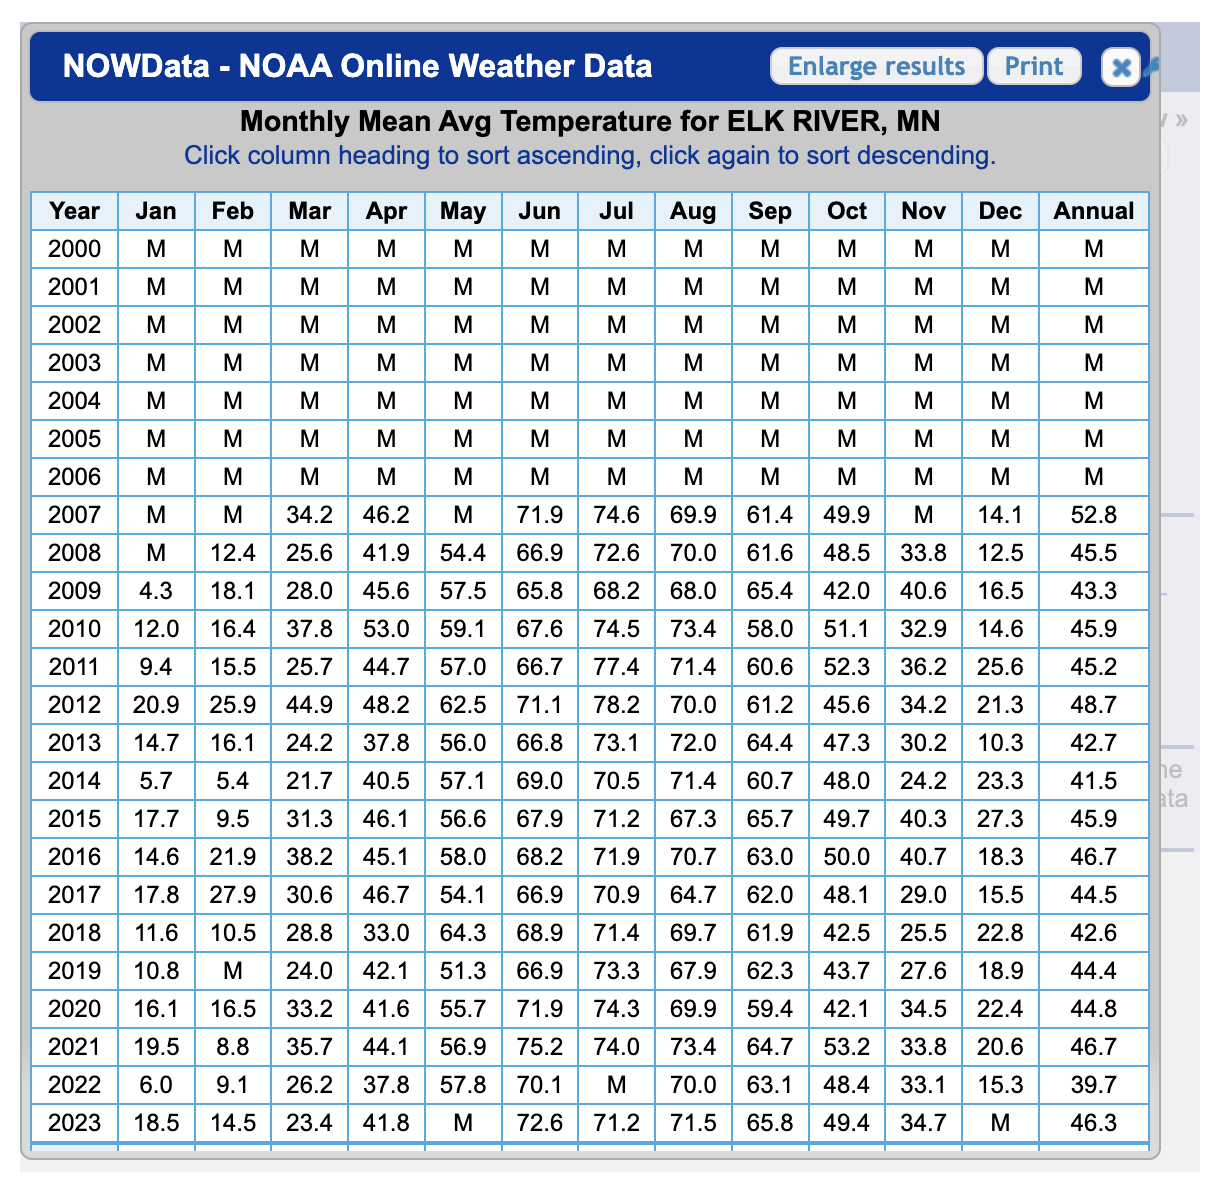 NOWData - NOAA Online Weather Data Enlarge results Print
Monthly Mean Avg Temperature for ELK RIVER, MN
Click column heading to sort ascending, click again to sort descending.
Year Jan Feb Mar Apr May Jun Jul Aug Sep Oct Nov Dec Annual
2000 M M M M M M M M M M M M M
2001 M M M M M M M M M M M M M
2002 M M M M M M M M M M M M M
2003 M M M M M M M M M M M M M
2004 M M M M M M M M M M M M M
2005 M M M M M M M M M M M M M
2006 M M M M M M M M M M M M M
2007 M M 34.2 46.2 M 71.9 74.6 69.9 61.4 49.9 M 14.1 52.8
2008 M 12.4 25.6 41.9 54.4 66.9 72.6 70.0 61.6 48.5 33.8 12.5 45.5
2009 4.3 18.1 28.0 45.6 57.5 65.8 68.2 68.0 65.4 42.0 40.6 16.5 43.3
2010 12.0 16.4 37.8 53.0 59.1 67.6 74.5 73.4 58.0 51.1 32.9 14.6 45.9
2011 9.4 15.5 25.7 44.7 57.0 66.7 77.4 71.4 60.6 52.3 36.2 25.6 45.2
2012 20.9 25.9 44.9 48.2 62.5 71.1 78.2 70.0 61.2 45.6 34.2 21.3 48.7
2013 14.7 16.1 24.2 37.8 56.0 66.8 73.1 72.0 64.4 47.3 30.2 10.3 42.7
2014 5.7 5.4 21.7 40.5 57.1 69.0 70.5 71.4 60.7 48.0 24.2 23.3 41.5
2015 17.7 9.5 31.3 46.1 56.6 67.9 71.2 67.3 65.7 49.7 40.3 27.3 45.9
2016 14.6 21.9 38.2 45.1 58.0 68.2 71.9 70.7 63.0 50.0 40.7 18.3 46.7
2017 17.8 27.9 30.6 46.7 54.1 66.9 70.9 64.7 62.0 48.1 29.0 15.5 44.5
2018 11.6 10.5 28.8 33.0 64.3 68.9 71.4 69.7 61.9 42.5 25.5 22.8 42.6
2019 10.8 M 24.0 42.1 51.3 66.9 73.3 67.9 62.3 43.7 27.6 18.9 44.4
2020 16.1 16.5 33.2 41.6 55.7 71.9 74.3 69.9 59.4 42.1 34.5 22.4 44.8
2021 19.5 8.8 35.7 44.1 56.9 75.2 74.0 73.4 64.7 53.2 33.8 20.6 46.7
2022 6.0 9.1 26.2 37.8 57.8 70.1 M 70.0 63.1 48.4 33.1 15.3 39.7
2023 18.5 14.5 23.4 41.8 M 72.6 71.2 71.5 65.8 49.4 34.7 M 46.3